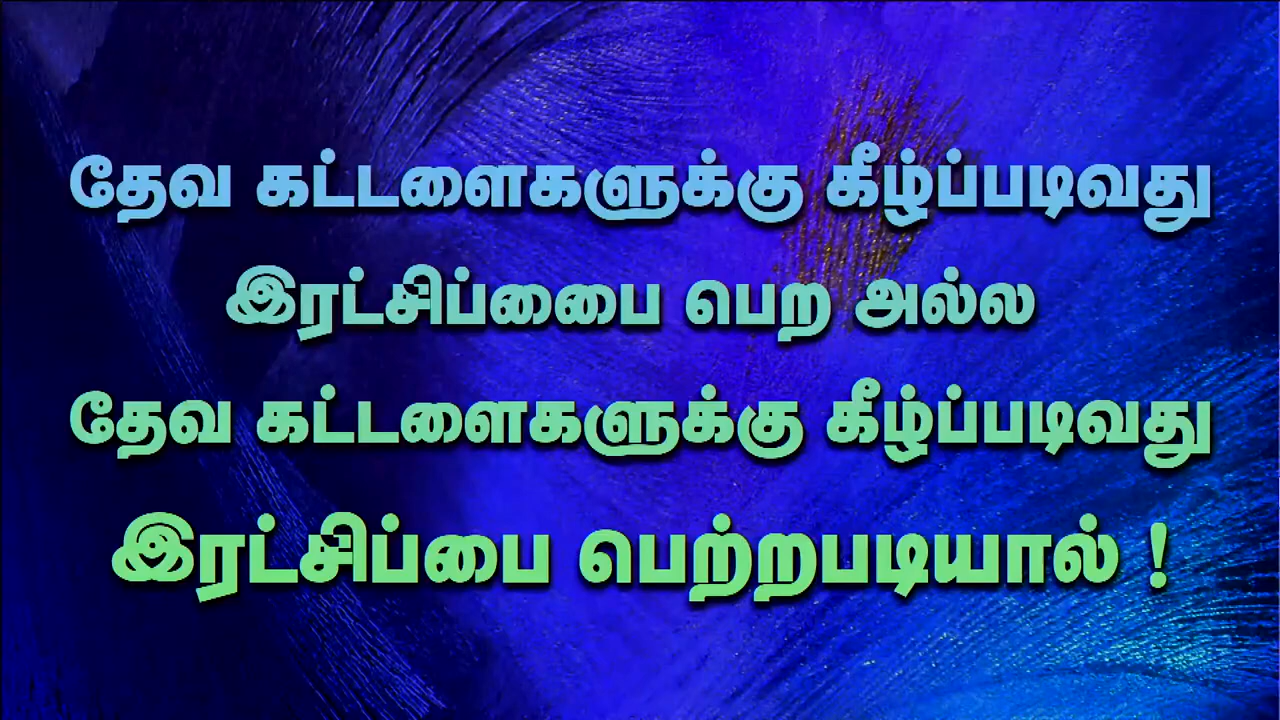 தேவ கட்டளைகளுக்கு கீழ்ப்படிவது
இரட்சிப்பைபை பெற அல்ல
தேவ கட்டளைகளுக்கு கீழ்ப்படிவது
இரட்சிப்பை பெற்றபடியால் !